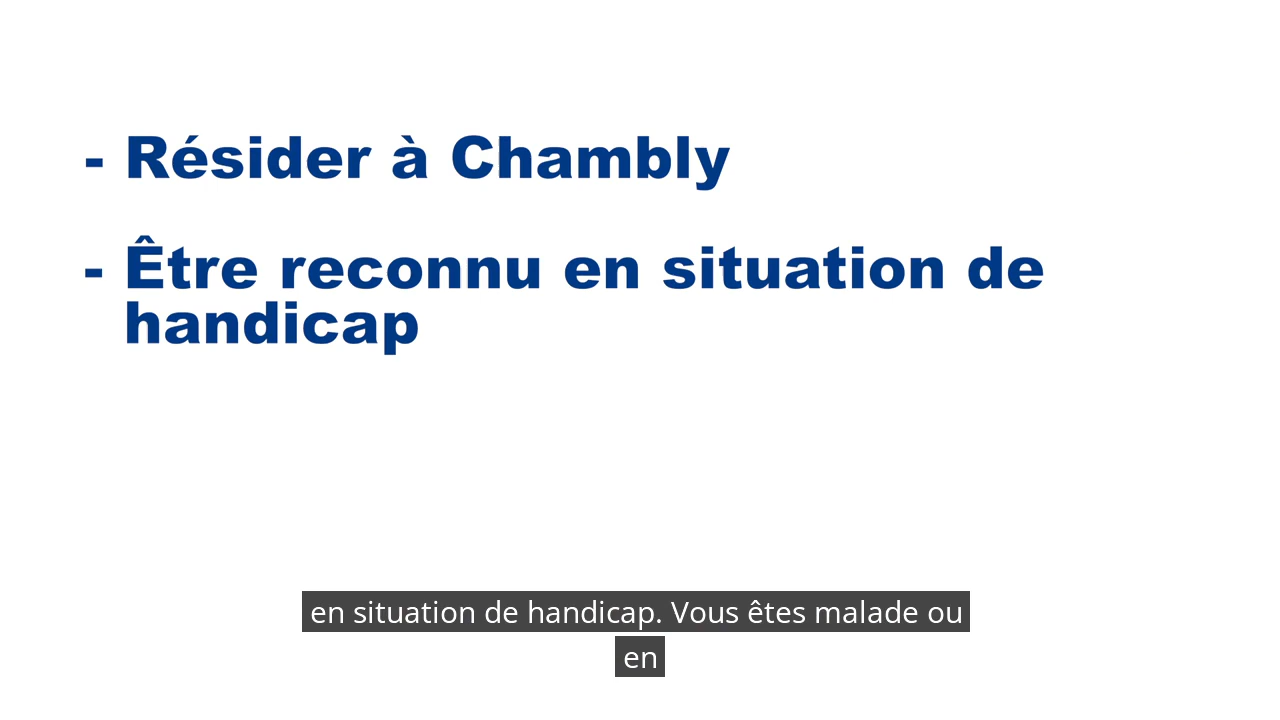 - Résider à Chambly
- Être reconnu en situation de
handicap
en situation de handicap. Vous êtes malade ou
en